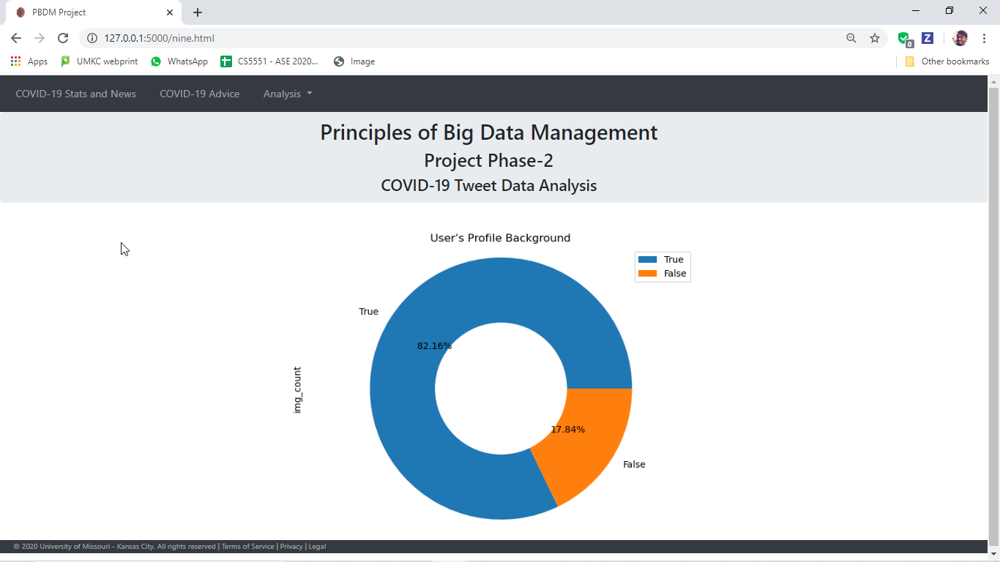 PBDM Project
127.0.0.1:5000/nine.html
0
Z
Apps
UMKC webprint
WhatsApp
CS5551 - ASE 2020...
Image
Other bookmarks
COVID-19 Stats and News
COVID-19 Advice
Analysis
Principles of Big Data Management
Project Phase-2
COVID-19 Tweet Data Analysis
User's Profile Background
True
False
True
82.16%
img_count
17.84%
False
© 2020 University of Missouri - Kansas City. All rights reserved | Terms of Service | Privacy | Legal